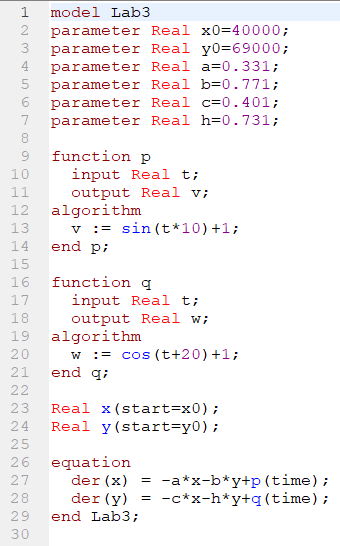 1 model Lab3
2 parameter Real x0=40000;
3 parameter Real y0=69000;
4 parameter Real a=0.331;
5 parameter Real b=0.771;
6 parameter Real c=0.401;
7 parameter Real h=0.731;
8
9 function p
10   input Real t;
11   output Real v;
12 algorithm
13   v := sin(t*10)+1;
14 end p;
15
16 function q
17   input Real t;
18   output Real w;
19 algorithm
20   w := cos(t+20)+1;
21 end q;
22
23 Real x(start=x0);
24 Real y(start=y0);
25
26 equation
27   der(x) = -a*x-b*y+p(time);
28   der(y) = -c*x-h*y+q(time);
29 end Lab3;
30